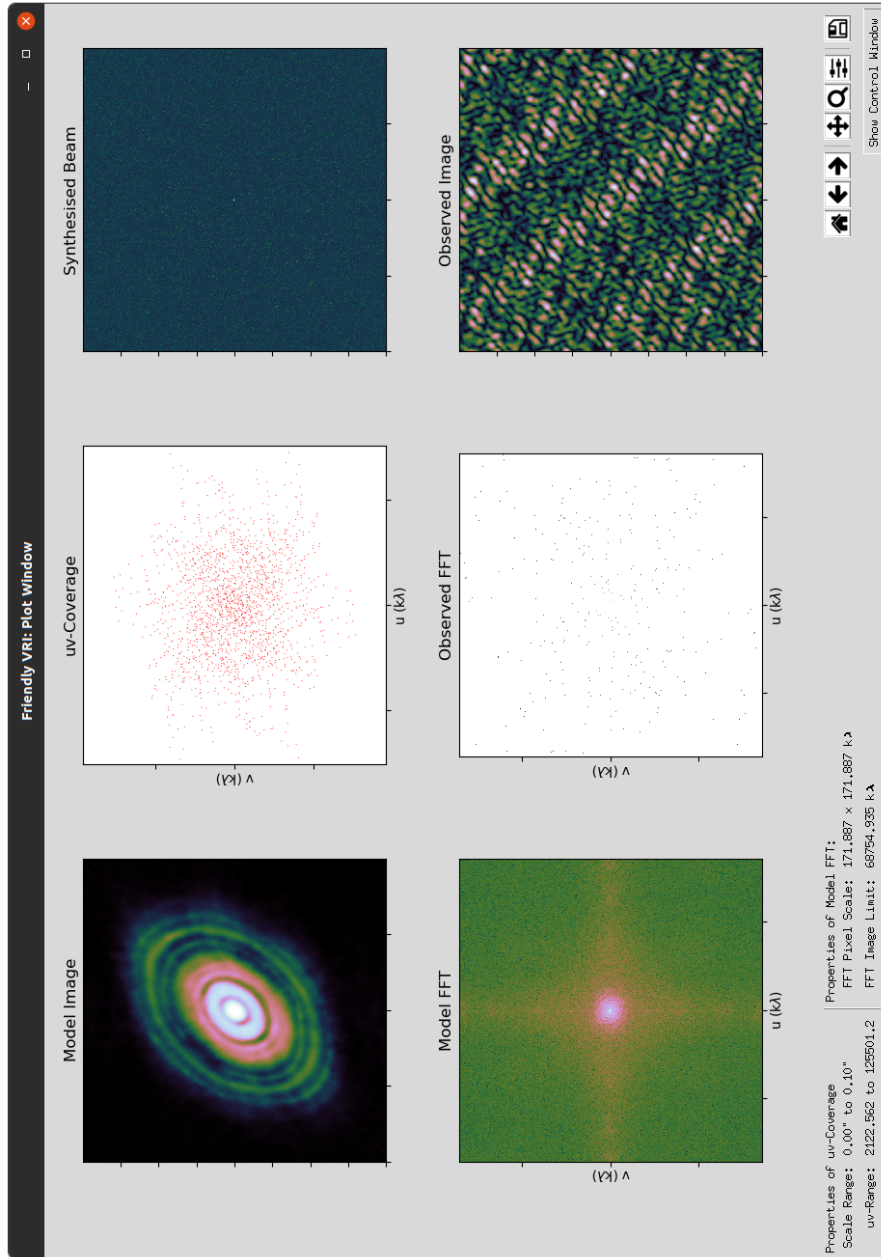 Friendly VRI: Plot Window
Model Image
uv-Coverage
Synthesised Beam
v (kλ)
u (kλ)
Model FFT
Observed FFT
Observed Image
v (kλ)
u (kλ)
v (kλ)
u (kλ)
Properties of uv-Coverage
Scale Range: 0.00" to 0.10"
uv-Range: 2122.562 to 125501.2
Properties of Model FFT:
FFT Pixel Scale: 171.887 × 171.887 kλ
FFT Image Limit: 68754.935 kλ
Show Control Window